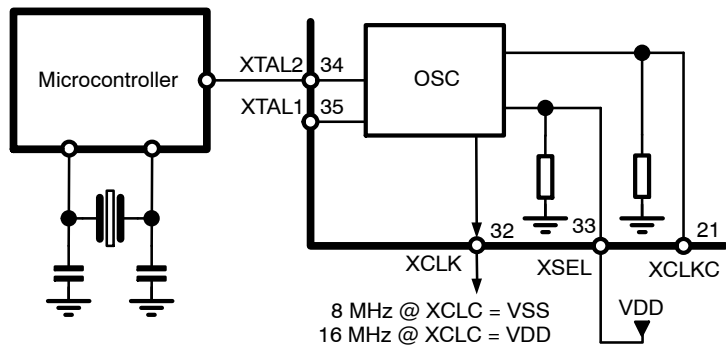 Microcontroller
XTAL2
34
XTAL1
35
OSC
32
33
21
XCLK
XSEL
XCLKC
8 MHz @ XCLC = VSS
16 MHz @ XCLC = VDD
VDD